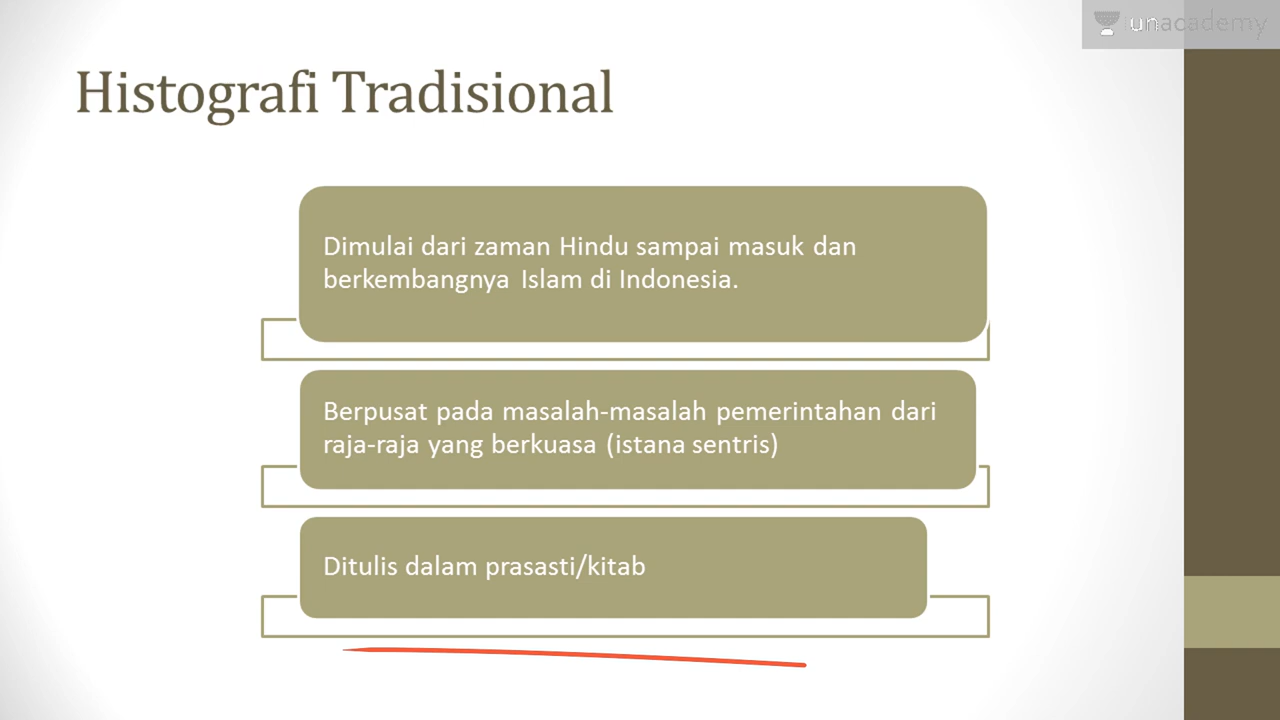 unacademy
Histografi Tradisional
Dimulai dari zaman Hindu sampai masuk dan
berkembangnya Islam di Indonesia.
Berpusat pada masalah-masalah pemerintahan dari
raja-raja yang berkuasa (istana sentris)
Ditulis dalam prasasti/kitab